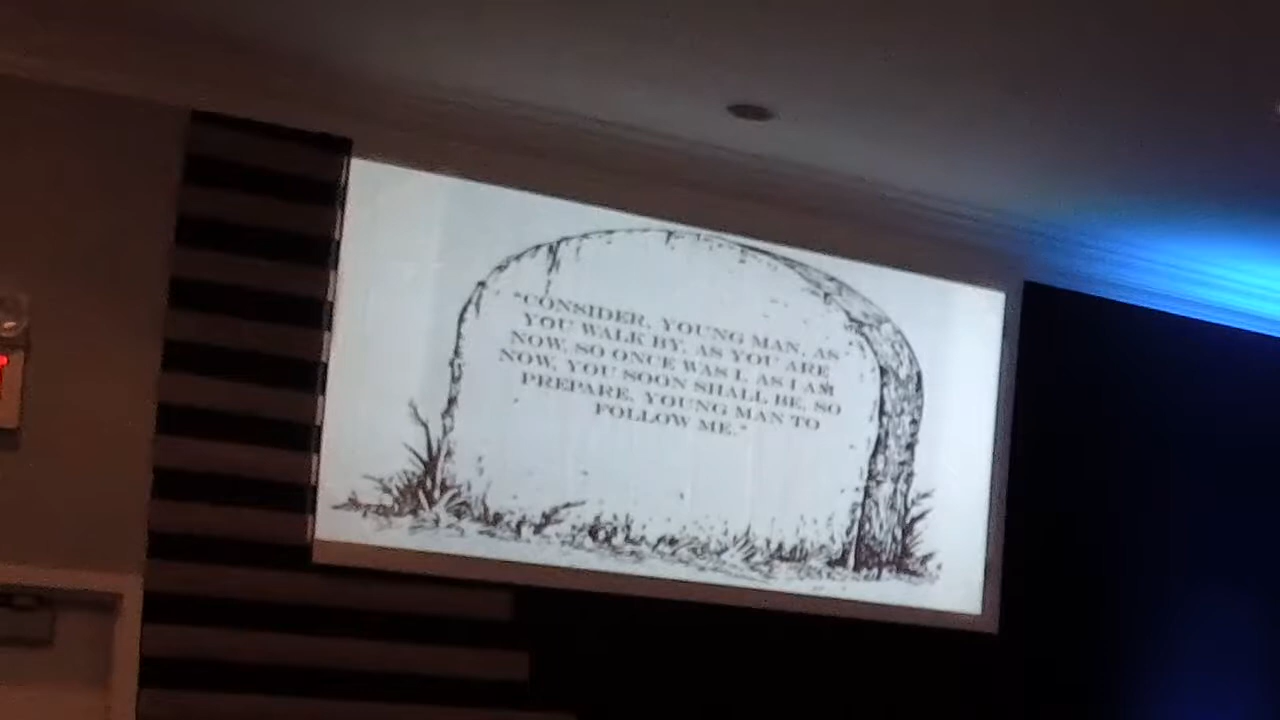 "CONSIDER, YOUNG MAN, AS
YOU WALK BY, AS YOU ARE
NOW, SO ONCE WAS I, AS I AM
NOW, YOU SOON SHALL BE, SO
PREPARE, YOUNG MAN TO
FOLLOW ME."